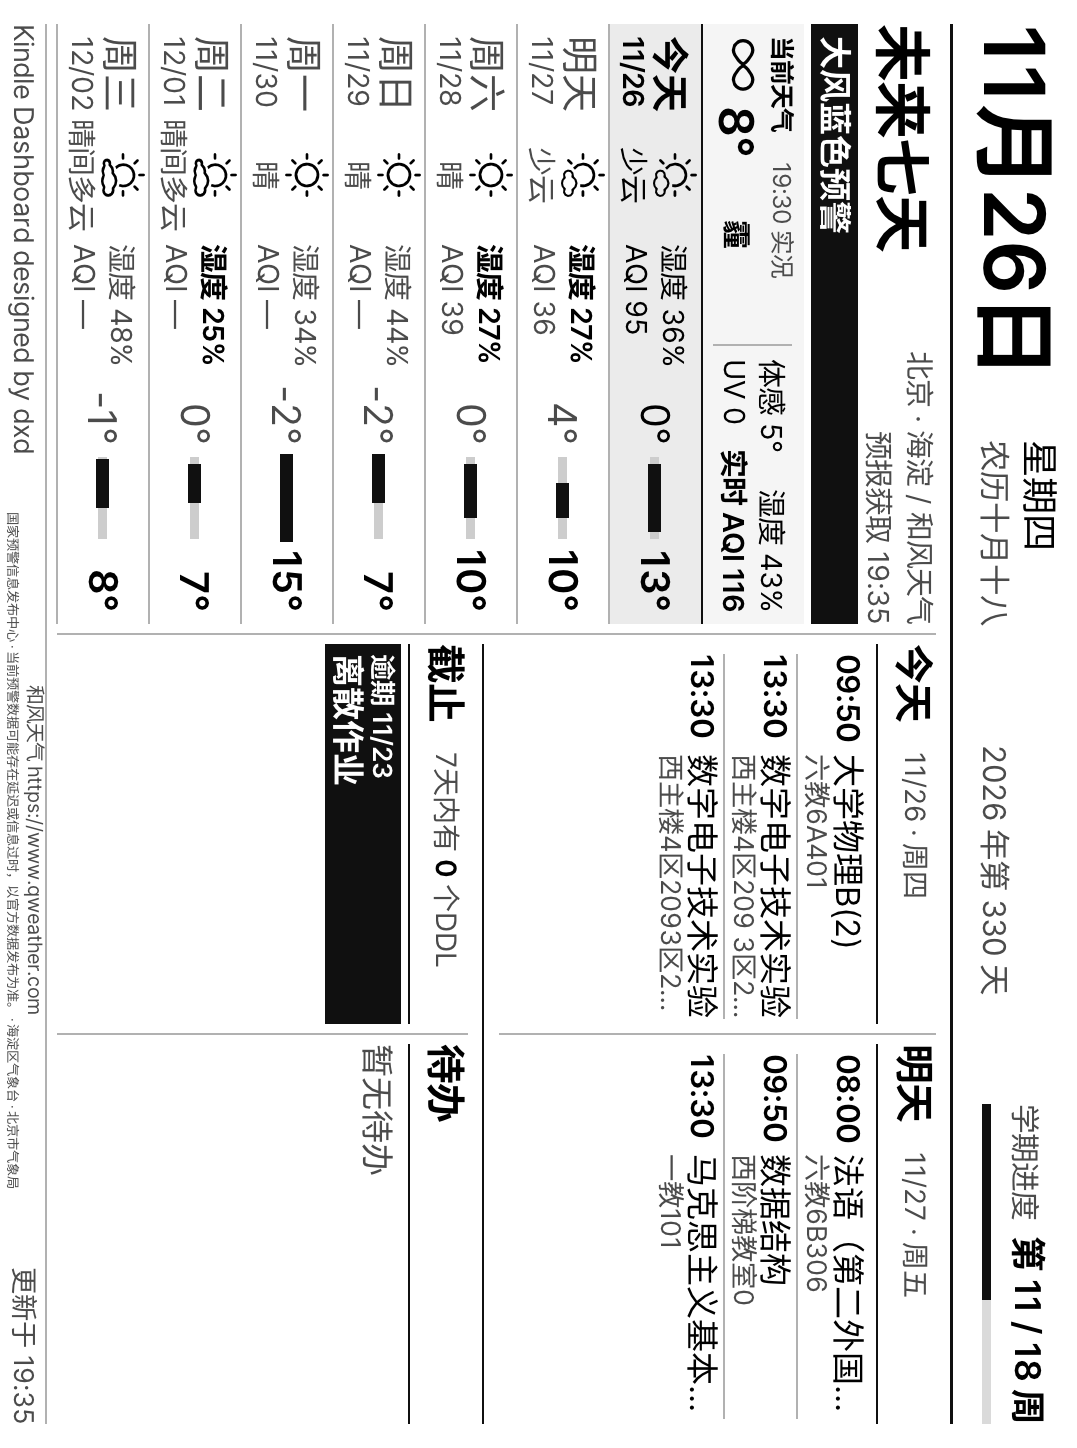 11月26日
星期四
农历十月十八
2026 年第 330 天
学期进度 第 11 / 18 周
未来七天
北京 · 海淀 / 和风天气
预报获取 19:35
大风蓝色预警
当前天气 19:30 实况
8° 霾
体感 5° 湿度 43%
UV 0 实时 AQI 116
今天 湿度 36%
11/26 少云 AQI 95
0° 13°
明天 湿度 27%
11/27 少云 AQI 36
4° 10°
周六 湿度 27%
11/28 晴 AQI 39
0° 10°
周日 湿度 44%
11/29 晴 AQI —
-2° 7°
周一 湿度 34%
11/30 晴 AQI —
-2° 15°
周二 湿度 25%
12/01 晴间多云 AQI —
0° 7°
周三 湿度 48%
12/02 晴间多云 AQI —
-1° 8°
今天 11/26 · 周四
09:50 大学物理B(2)
六教6A401
13:30 数字电子技术实验
西主楼4区209 3区2...
13:30 数字电子技术实验
西主楼4区2093区2...
明天 11/27 · 周五
08:00 法语（第二外国...
六教6B306
09:50 数据结构
西阶梯教室0
13:30 马克思主义基本...
一教101
截止 7天内有 0 个DDL
逾期 11/23
离散作业
待办
暂无待办
Kindle Dashboard designed by dxd
和风天气 https://www.qweather.com
国家预警信息发布中心 · 当前预警数据可能存在延迟或信息过时，以官方数据发布为准。 · 海淀区气象台 · 北京市气象局
更新于 19:35